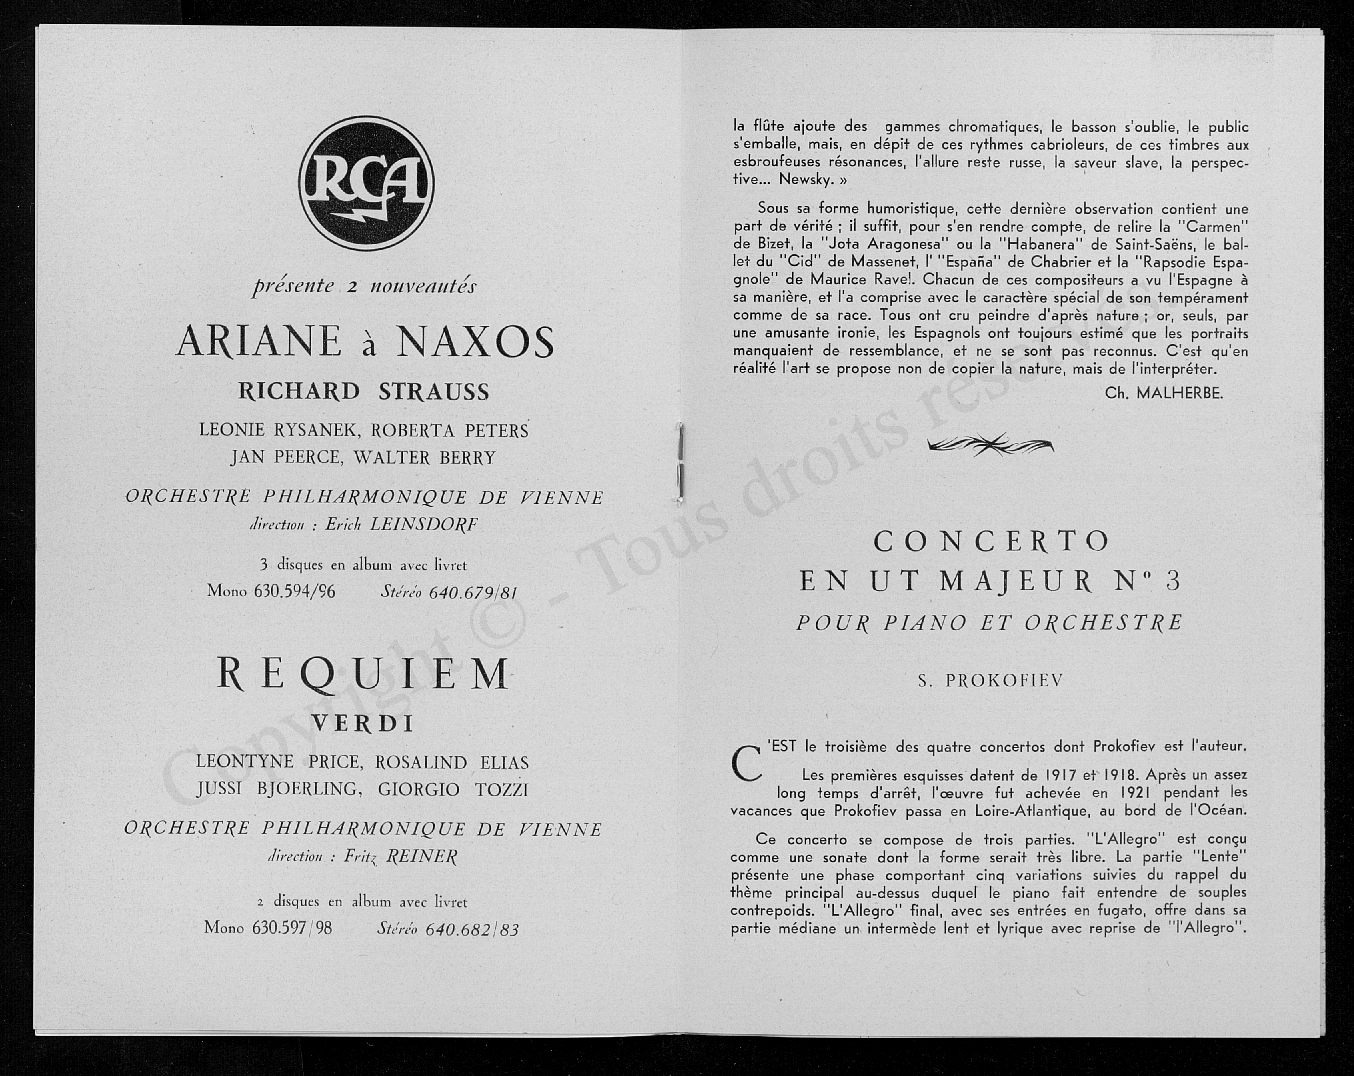 RCA
présente 2 nouveautés
ARIANE à NAXOS
RICHARD STRAUSS
LEONIE RYSANEK, ROBERTA PETERS
JAN PEERCE, WALTER BERRY
ORCHESTRE PHILHARMONIQUE DE VIENNE
direction : Erich LEINSDORF
3 disques en album avec livret
Mono 630.594/96 Stéréo 640.679/81
REQUIEM
VERDI
LEONTYNE PRICE, ROSALIND ELIAS
JUSSI BJOERLING, GIORGIO TOZZI
ORCHESTRE PHILHARMONIQUE DE VIENNE
direction : Fritz REINER
2 disques en album avec livret
Mono 630.597/98 Stéréo 640.682/83
la flûte ajoute des gammes chromatiques, le basson s'oublie, le public
s'emballe, mais, en dépit de ces rythmes cabrioleurs, de ces timbres aux
esbroufeuses résonances, l'allure reste russe, la saveur slave, la perspec-
tive... Newsky. »
Sous sa forme humoristique, cette dernière observation contient une
part de vérité ; il suffit, pour s'en rendre compte, de relire la "Carmen"
de Bizet, la "Jota Aragonesa" ou la "Habanera" de Saint-Saëns, le bal-
let du "Cid" de Massenet, l' "España" de Chabrier et la "Rapsodie Espa-
gnole" de Maurice Ravel. Chacun de ces compositeurs a vu l'Espagne à
sa manière, et l'a comprise avec le caractère spécial de son tempérament
comme de sa race. Tous ont cru peindre d'après nature ; or, seuls, par
une amusante ironie, les Espagnols ont toujours estimé que les portraits
manquaient de ressemblance, et ne se sont pas reconnus. C'est qu'en
réalité l'art se propose non de copier la nature, mais de l'interpréter.
Ch. MALHERBE.
CONCERTO
EN UT MAJEUR Nº 3
POUR PIANO ET ORCHESTRE
S. PROKOFIEV
C'EST le troisième des quatre concertos dont Prokofiev est l'auteur.
Les premières esquisses datent de 1917 et 1918. Après un assez
long temps d'arrêt, l'œuvre fut achevée en 1921 pendant les
vacances que Prokofiev passa en Loire-Atlantique, au bord de l'Océan.
Ce concerto se compose de trois parties. "L'Allegro" est conçu
comme une sonate dont la forme serait très libre. La partie "Lente"
présente une phase comportant cinq variations suivies du rappel du
thème principal au-dessus duquel le piano fait entendre de souples
contrepoids. "L'Allegro" final, avec ses entrées en fugato, offre dans sa
partie médiane un intermède lent et lyrique avec reprise de "l'Allegro".
Copyright © - Tous droits réservés